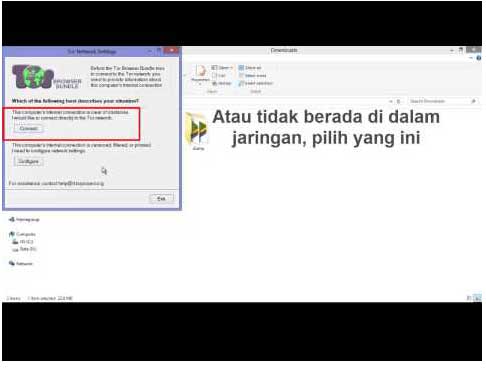 Tor Network Settings
Downloads
Tor BROWSER
BUNDLE
Before the Tor Browser Bundle tries
to connect to the Tor network, you
need to provide information about
this computer's Internet connection.
Which of the following best describes your situation?
This computer's Internet connection is clear of obstacles.
I would like to connect directly to the Tor network.
Connect
This computer's Internet connection is censored, filtered, or proxied.
I need to configure network settings.
Configure
For assistance, contact help@rt.torproject.org
Exit
Properties
Open
Edit
History
Select all
Select none
Invert selection
Open
Select
Search Downloads
Atau tidak berada di dalam
jaringan, pilih yang ini
Homegroup
Computer
Network
1 item selected